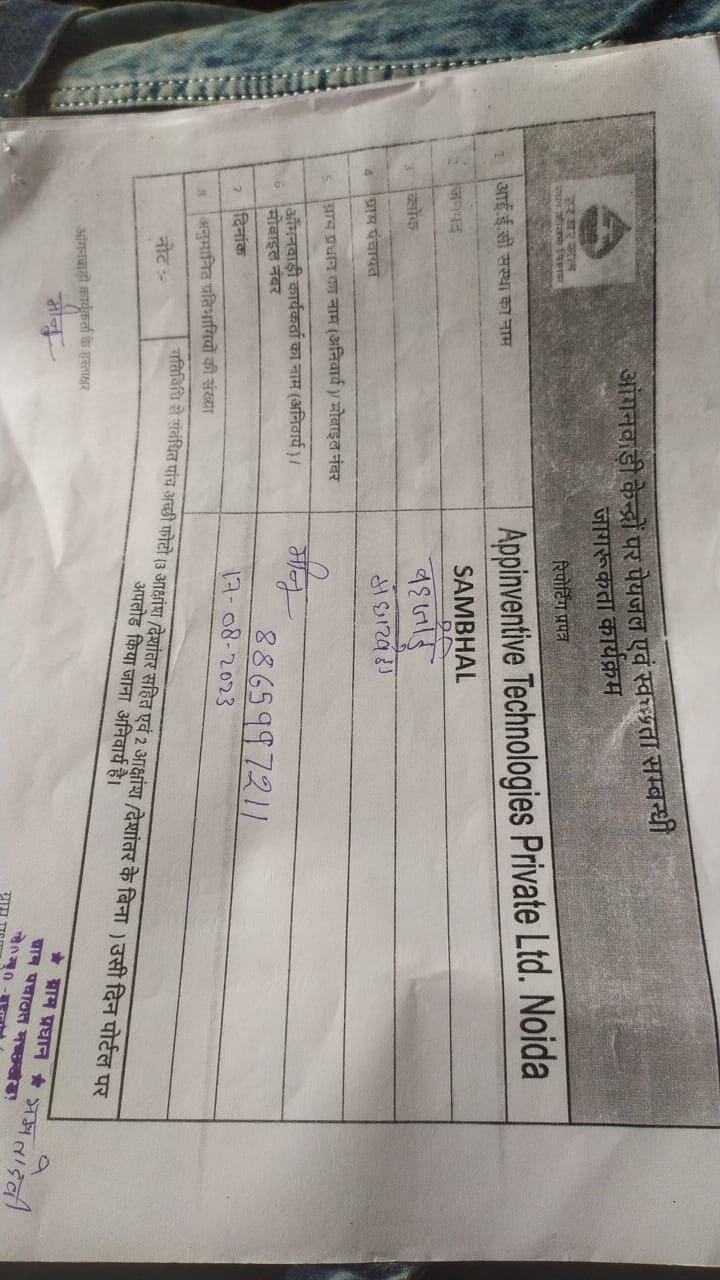 आंगनवाड़ी केन्द्रों पर पेयजल एवं स्वच्छता सम्बन्धी
जागरूकता कार्यक्रम
रिपोर्टिंग प्रपत्र
1 आई.ई.सी संस्था का नाम Appinventive Technologies Private Ltd. Noida
2 जनपद SAMBHAL
3 ब्लॉक
4 ग्राम पंचायत
5 ग्राम प्रधान का नाम (अनिवार्य )/ मोबाइल नंबर
6 आँगनवाड़ी कार्यकर्ता का नाम (अनिवार्य ) /
मोबाइल नंबर 8865997211
7 दिनांक 17-08-2023
8 अनुमानित प्रतिभागियों की संख्या
नोट :- गतिविधि से संबंधित पांच अच्छी फोटो (3 आक्षांश /देशांतर सहित एवं 2 आक्षांश /देशांतर के बिना ) उसी दिन पोर्टल पर
अपलोड किया जाना अनिवार्य है।
आंगनवाड़ी कार्यकर्ता के हस्ताक्षर
★ ग्राम प्रधान ★
ग्राम पंचायत